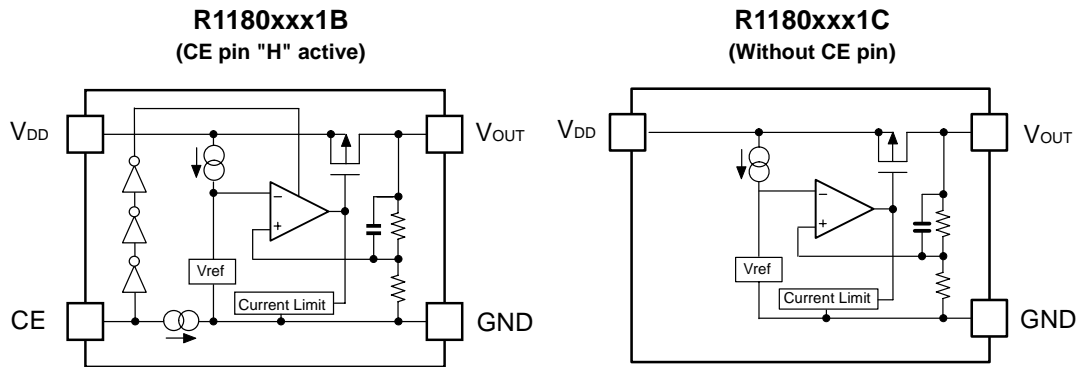 R1180xxx1B
(CE pin "H" active)
VDD
VOUT
−
+
Vref
Current Limit
CE
GND
R1180xxx1C
(Without CE pin)
VDD
VOUT
−
+
Vref
Current Limit
GND